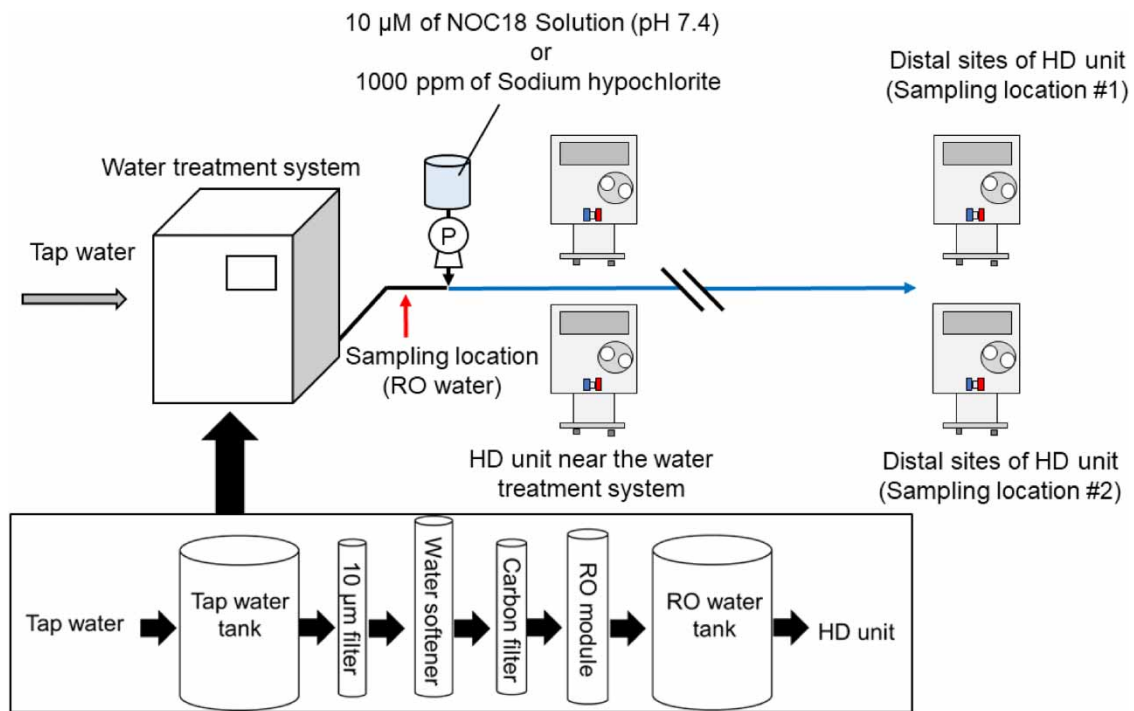 10 µM of NOC18 Solution (pH 7.4)
or
1000 ppm of Sodium hypochlorite
Distal sites of HD unit
(Sampling location #1)
Water treatment system
P
Tap water
Sampling location
(RO water)
HD unit near the water
treatment system
Distal sites of HD unit
(Sampling location #2)
Tap water
Tap water
tank
10 µm filter
Water softener
Carbon filter
RO module
RO water
tank
HD unit